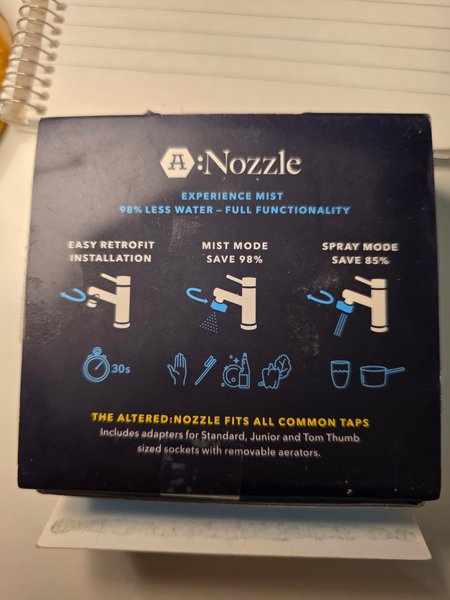 A:Nozzle
EXPERIENCE MIST
98% LESS WATER – FULL FUNCTIONALITY
EASY RETROFIT
INSTALLATION
MIST MODE
SAVE 98%
SPRAY MODE
SAVE 85%
30s
THE ALTERED:NOZZLE FITS ALL COMMON TAPS
Includes adapters for Standard, Junior and Tom Thumb
sized sockets with removable aerators.